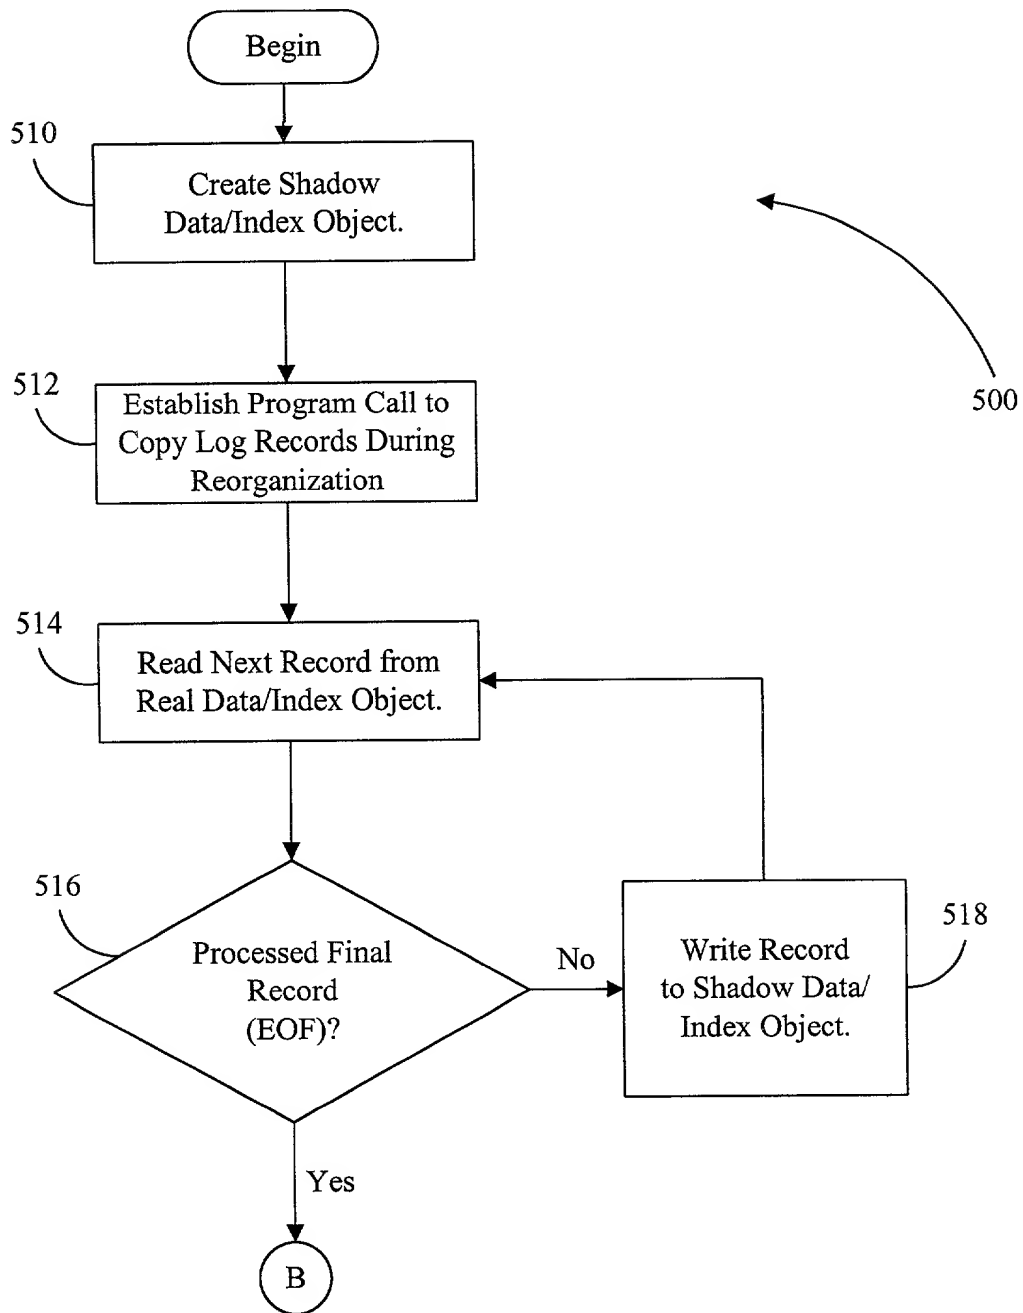 Begin
510
Create Shadow
Data/Index Object.
500
512
Establish Program Call to
Copy Log Records During
Reorganization
514
Read Next Record from
Real Data/Index Object.
516
Processed Final
Record
(EOF)?
No
518
Write Record
to Shadow Data/
Index Object.
Yes
B